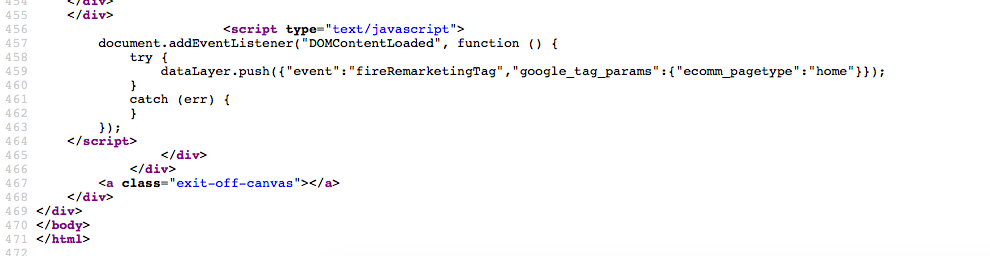 454 </div>
455 </div>
456 <script type="text/javascript">
457 document.addEventListener("DOMContentLoaded", function () {
458 try {
459 dataLayer.push({"event":"fireRemarketingTag","google_tag_params":{"ecomm_pagetype":"home"}});
460 }
461 catch (err) {
462 }
463 });
464 </script>
465 </div>
466 </div>
467 <a class="exit-off-canvas"></a>
468 </div>
469 </div>
470 </body>
471 </html>
472